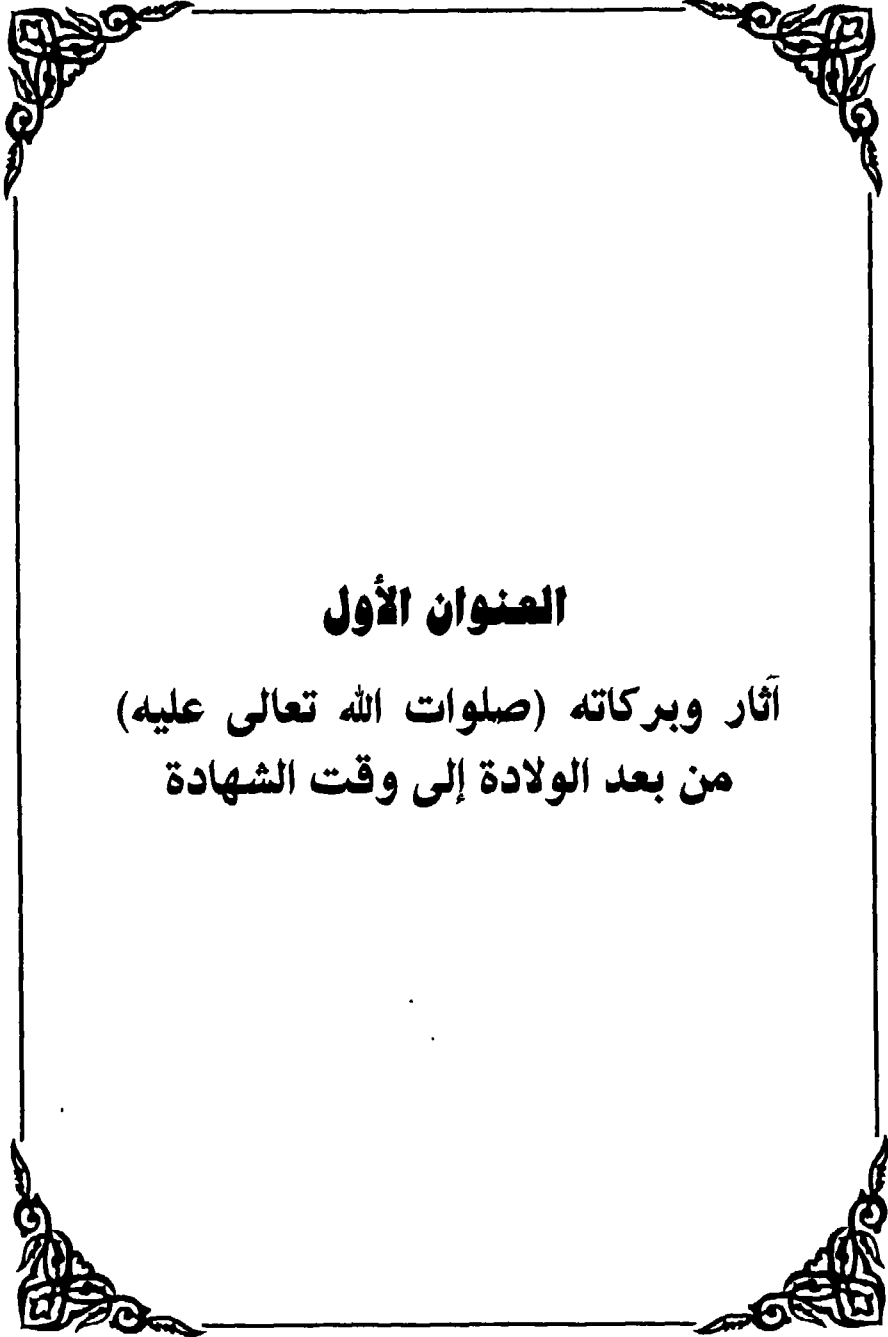 العنوان الأول
آثار وبركاته (صلوات الله تعالى عليه)
من بعد الولادة إلى وقت الشهادة